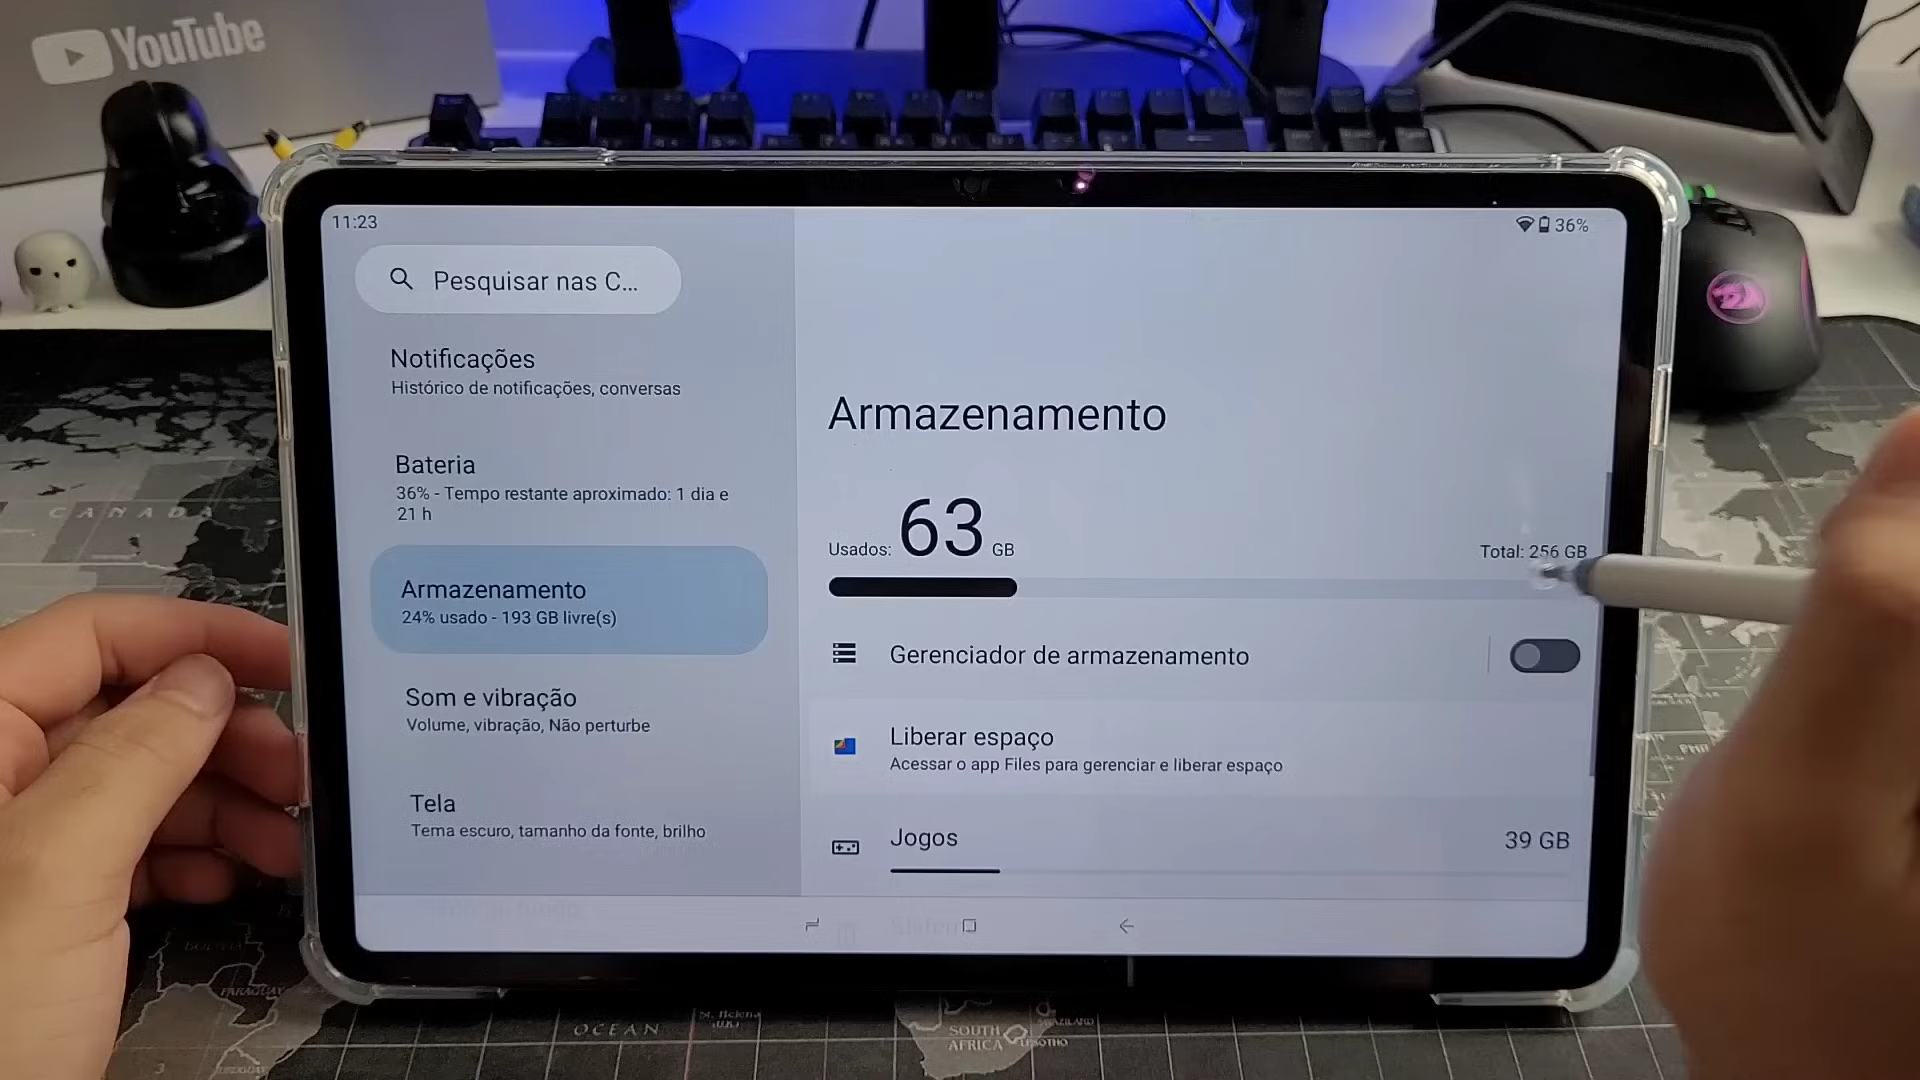 YouTube
11:23
36%
Pesquisar nas C...
Notificações
Histórico de notificações, conversas
Bateria
36% - Tempo restante aproximado: 1 dia e
21 h
Armazenamento
24% usado - 193 GB livre(s)
Som e vibração
Volume, vibração, Não perturbe
Tela
Tema escuro, tamanho da fonte, brilho
Armazenamento
Usados: 63 GB
Total: 256 GB
Gerenciador de armazenamento
Liberar espaço
Acessar o app Files para gerenciar e liberar espaço
Jogos
39 GB
CANADA
PARAGUAY
OCEAN
St. Helena
SOUTH
AFRICA